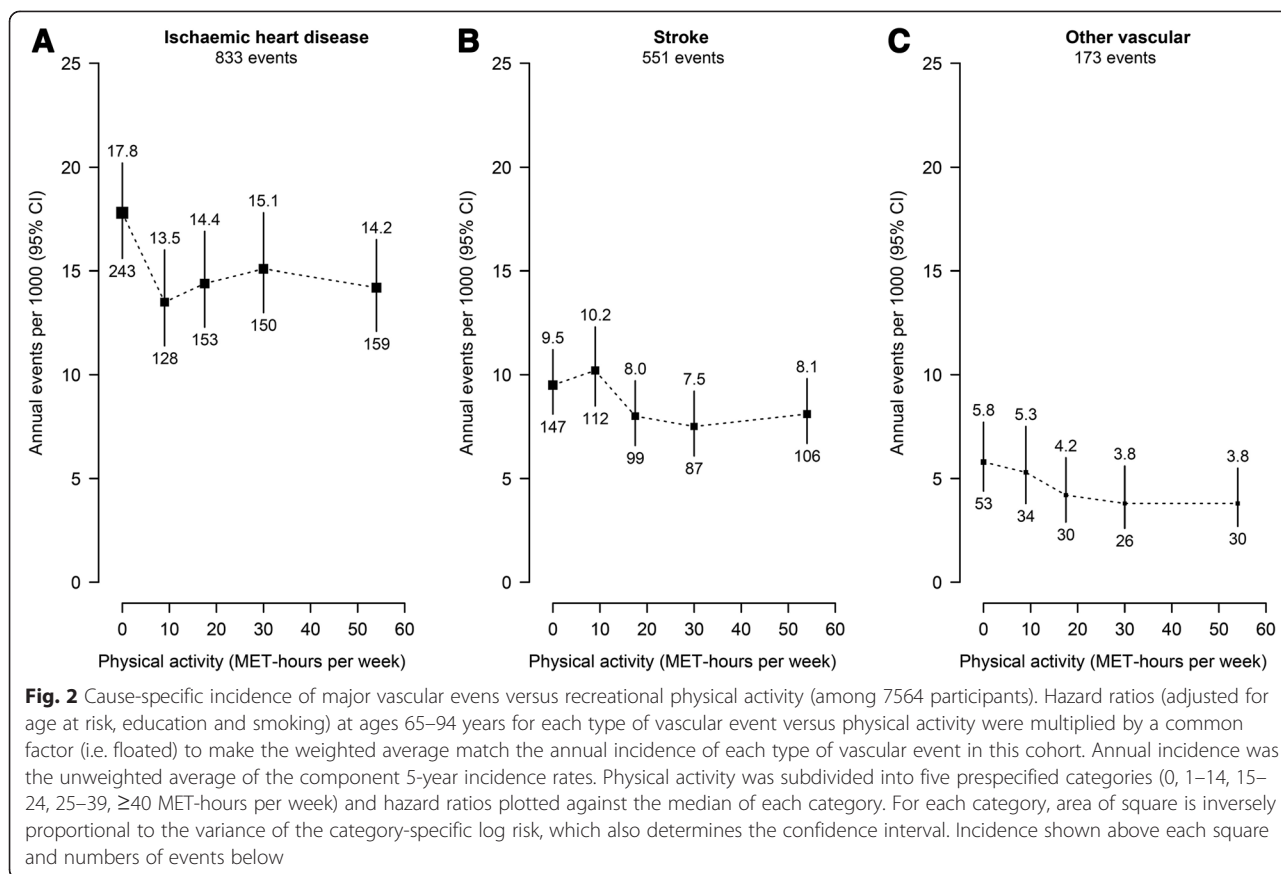 A
Ischaemic heart disease
833 events
25
20
15
10
5
0
Annual events per 1000 (95% CI)
17.8
243
13.5
128
14.4
153
15.1
150
14.2
159
0 10 20 30 40 50 60
Physical activity (MET-hours per week)
B
Stroke
551 events
25
20
15
10
5
0
Annual events per 1000 (95% CI)
9.5
147
10.2
112
8.0
99
7.5
87
8.1
106
0 10 20 30 40 50 60
Physical activity (MET-hours per week)
C
Other vascular
173 events
25
20
15
10
5
0
Annual events per 1000 (95% CI)
5.8
53
5.3
34
4.2
30
3.8
26
3.8
30
0 10 20 30 40 50 60
Physical activity (MET-hours per week)
Fig. 2 Cause-specific incidence of major vascular evens versus recreational physical activity (among 7564 participants). Hazard ratios (adjusted for
age at risk, education and smoking) at ages 65–94 years for each type of vascular event versus physical activity were multiplied by a common
factor (i.e. floated) to make the weighted average match the annual incidence of each type of vascular event in this cohort. Annual incidence was
the unweighted average of the component 5-year incidence rates. Physical activity was subdivided into five prespecified categories (0, 1–14, 15–
24, 25–39, ≥40 MET-hours per week) and hazard ratios plotted against the median of each category. For each category, area of square is inversely
proportional to the variance of the category-specific log risk, which also determines the confidence interval. Incidence shown above each square
and numbers of events below